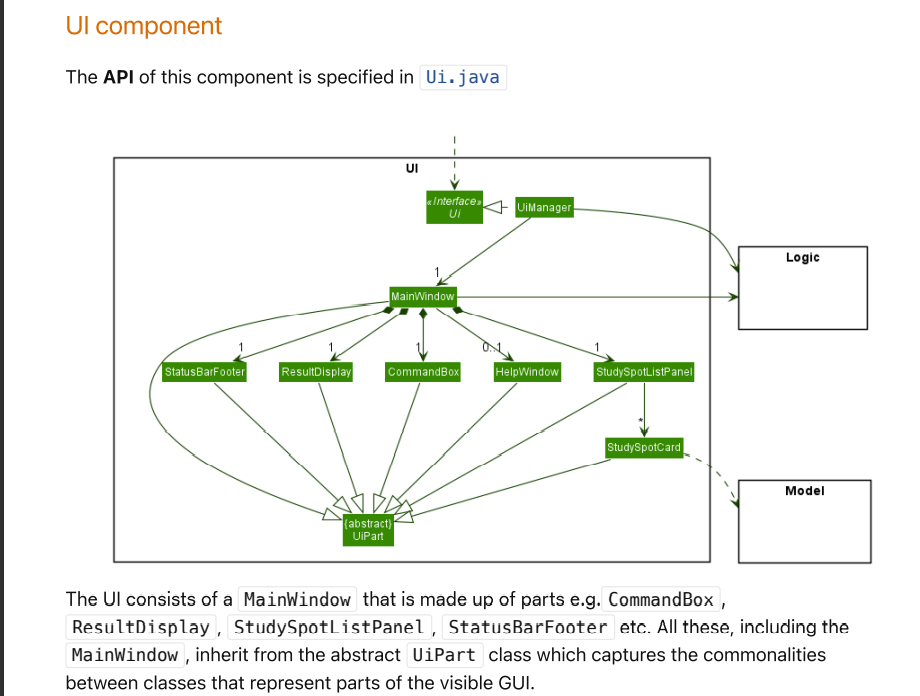 UI component
The API of this component is specified in Ui.java
UI
«Interface»
Ui
UiManager
Logic
1
MainWindow
1
1
1
0..1
1
StatusBarFooter
ResultDisplay
CommandBox
HelpWindow
StudySpotListPanel
*
StudySpotCard
Model
{abstract}
UiPart
The UI consists of a MainWindow that is made up of parts e.g. CommandBox ,
ResultDisplay , StudySpotListPanel , StatusBarFooter etc. All these, including the
MainWindow , inherit from the abstract UiPart class which captures the commonalities
between classes that represent parts of the visible GUI.